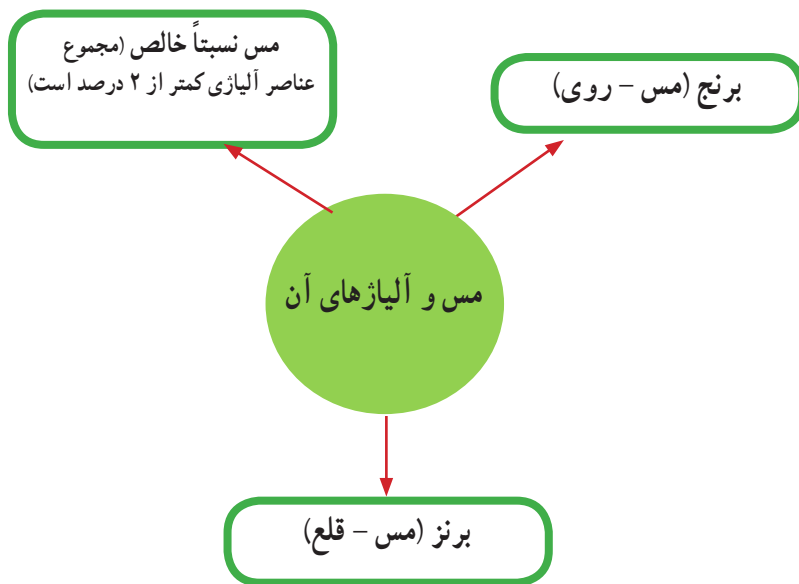 مس نسبتاً خالص (مجموع
عناصر آلیاژی کمتر از ۲ درصد است)
برنج (مس – روی)
مس و آلیاژهای آن
برنز (مس – قلع)